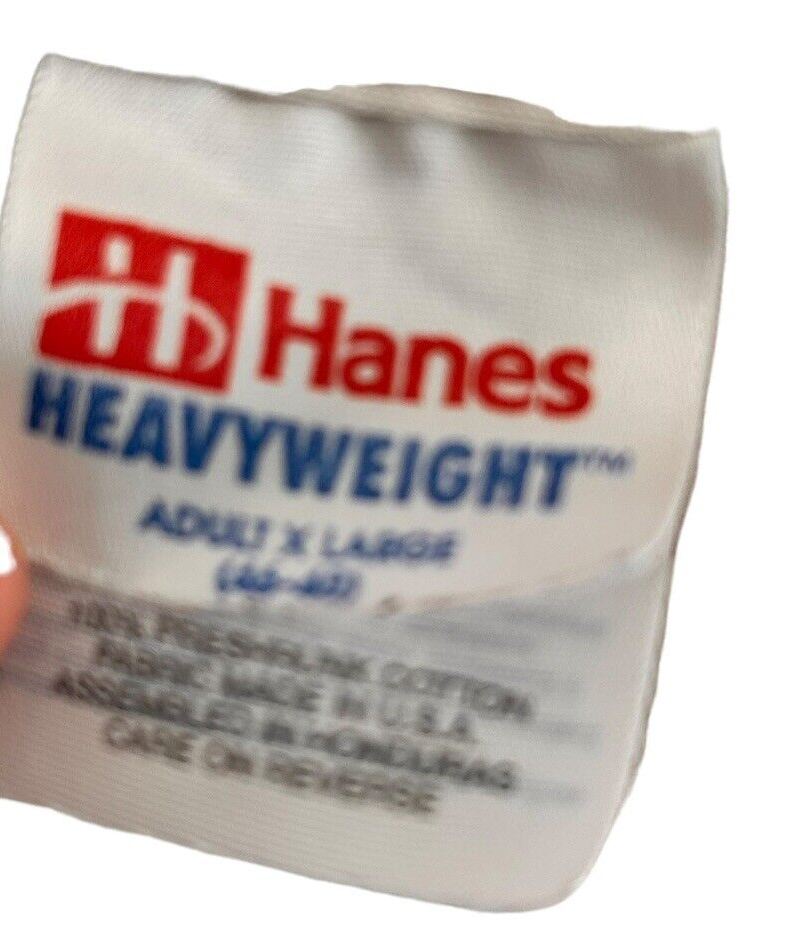 Hanes
HEAVYWEIGHT™
ADULT X LARGE
100% PRESHRUNK COTTON
FABRIC MADE IN U.S.A.
ASSEMBLED IN HONDURAS
CARE ON REVERSE